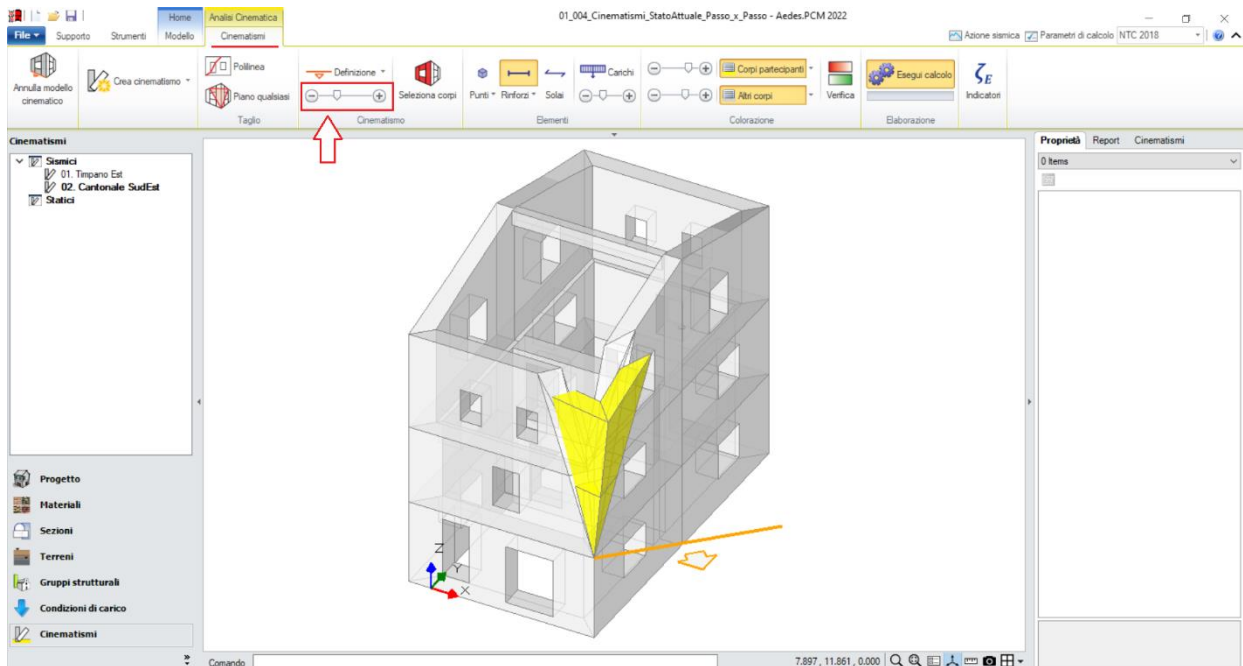 Home
Analisi Cinematica
01_004_Cinematismi_StatoAttuale_Passo_x_Passo - Aedes.PCM 2022
File
Supporto
Strumenti
Modello
Cinematismi
Azione sismica
Parametri di calcolo
NTC 2018
Annulla modello
cinematico
Crea cinematismo
Polilinea
Piano qualsiasi
Taglio
Definizione
Seleziona corpi
Cinematismo
Punti
Rinforzi
Solai
Carichi
Elementi
Corpi partecipanti
Altri corpi
Verifica
Colorazione
Esegui calcolo
Elaborazione
ζE
Indicatori
Cinematismi
Sismici
01. Timpano Est
02. Cantonale SudEst
Statici
Progetto
Materiali
Sezioni
Terreni
Gruppi strutturali
Condizioni di carico
Cinematismi
Z
Y
X
Proprietà
Report
Cinematismi
0 Items
Comando
7.897 , 11.861 , 0.000